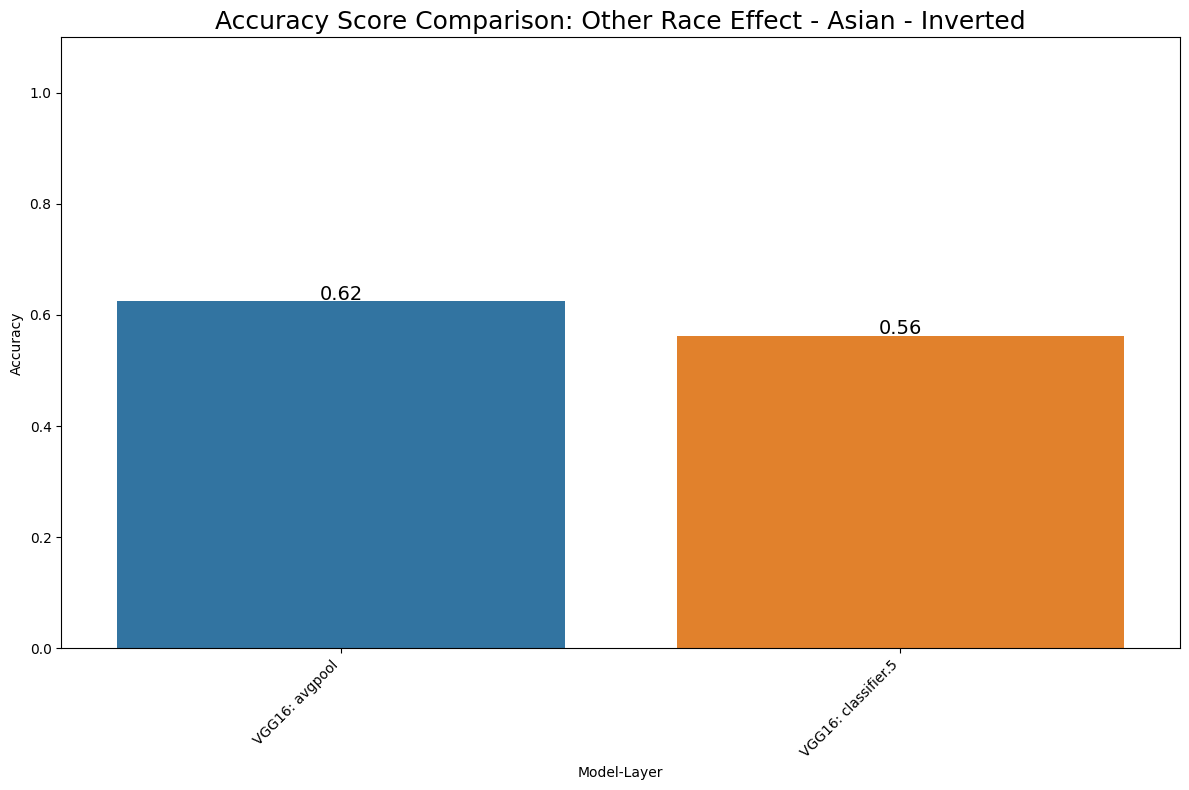 Accuracy Score Comparison: Other Race Effect - Asian - Inverted
1.0
0.8
0.6
0.4
0.2
0.0
Accuracy
0.62
0.56
VGG16: avgpool
VGG16: classifier.5
Model-Layer